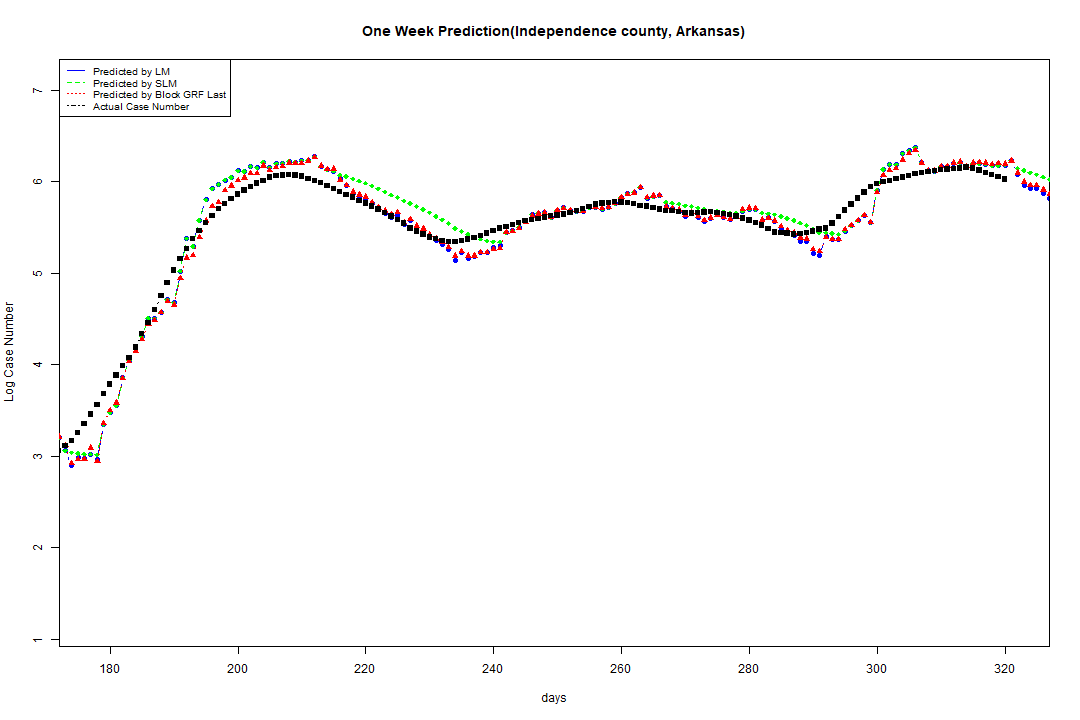 One Week Prediction(Independence county, Arkansas)
Predicted by LM
Predicted by SLM
Predicted by Block GRF Last
Actual Case Number
Log Case Number
7
6
5
4
3
2
1
180 200 220 240 260 280 300 320
days